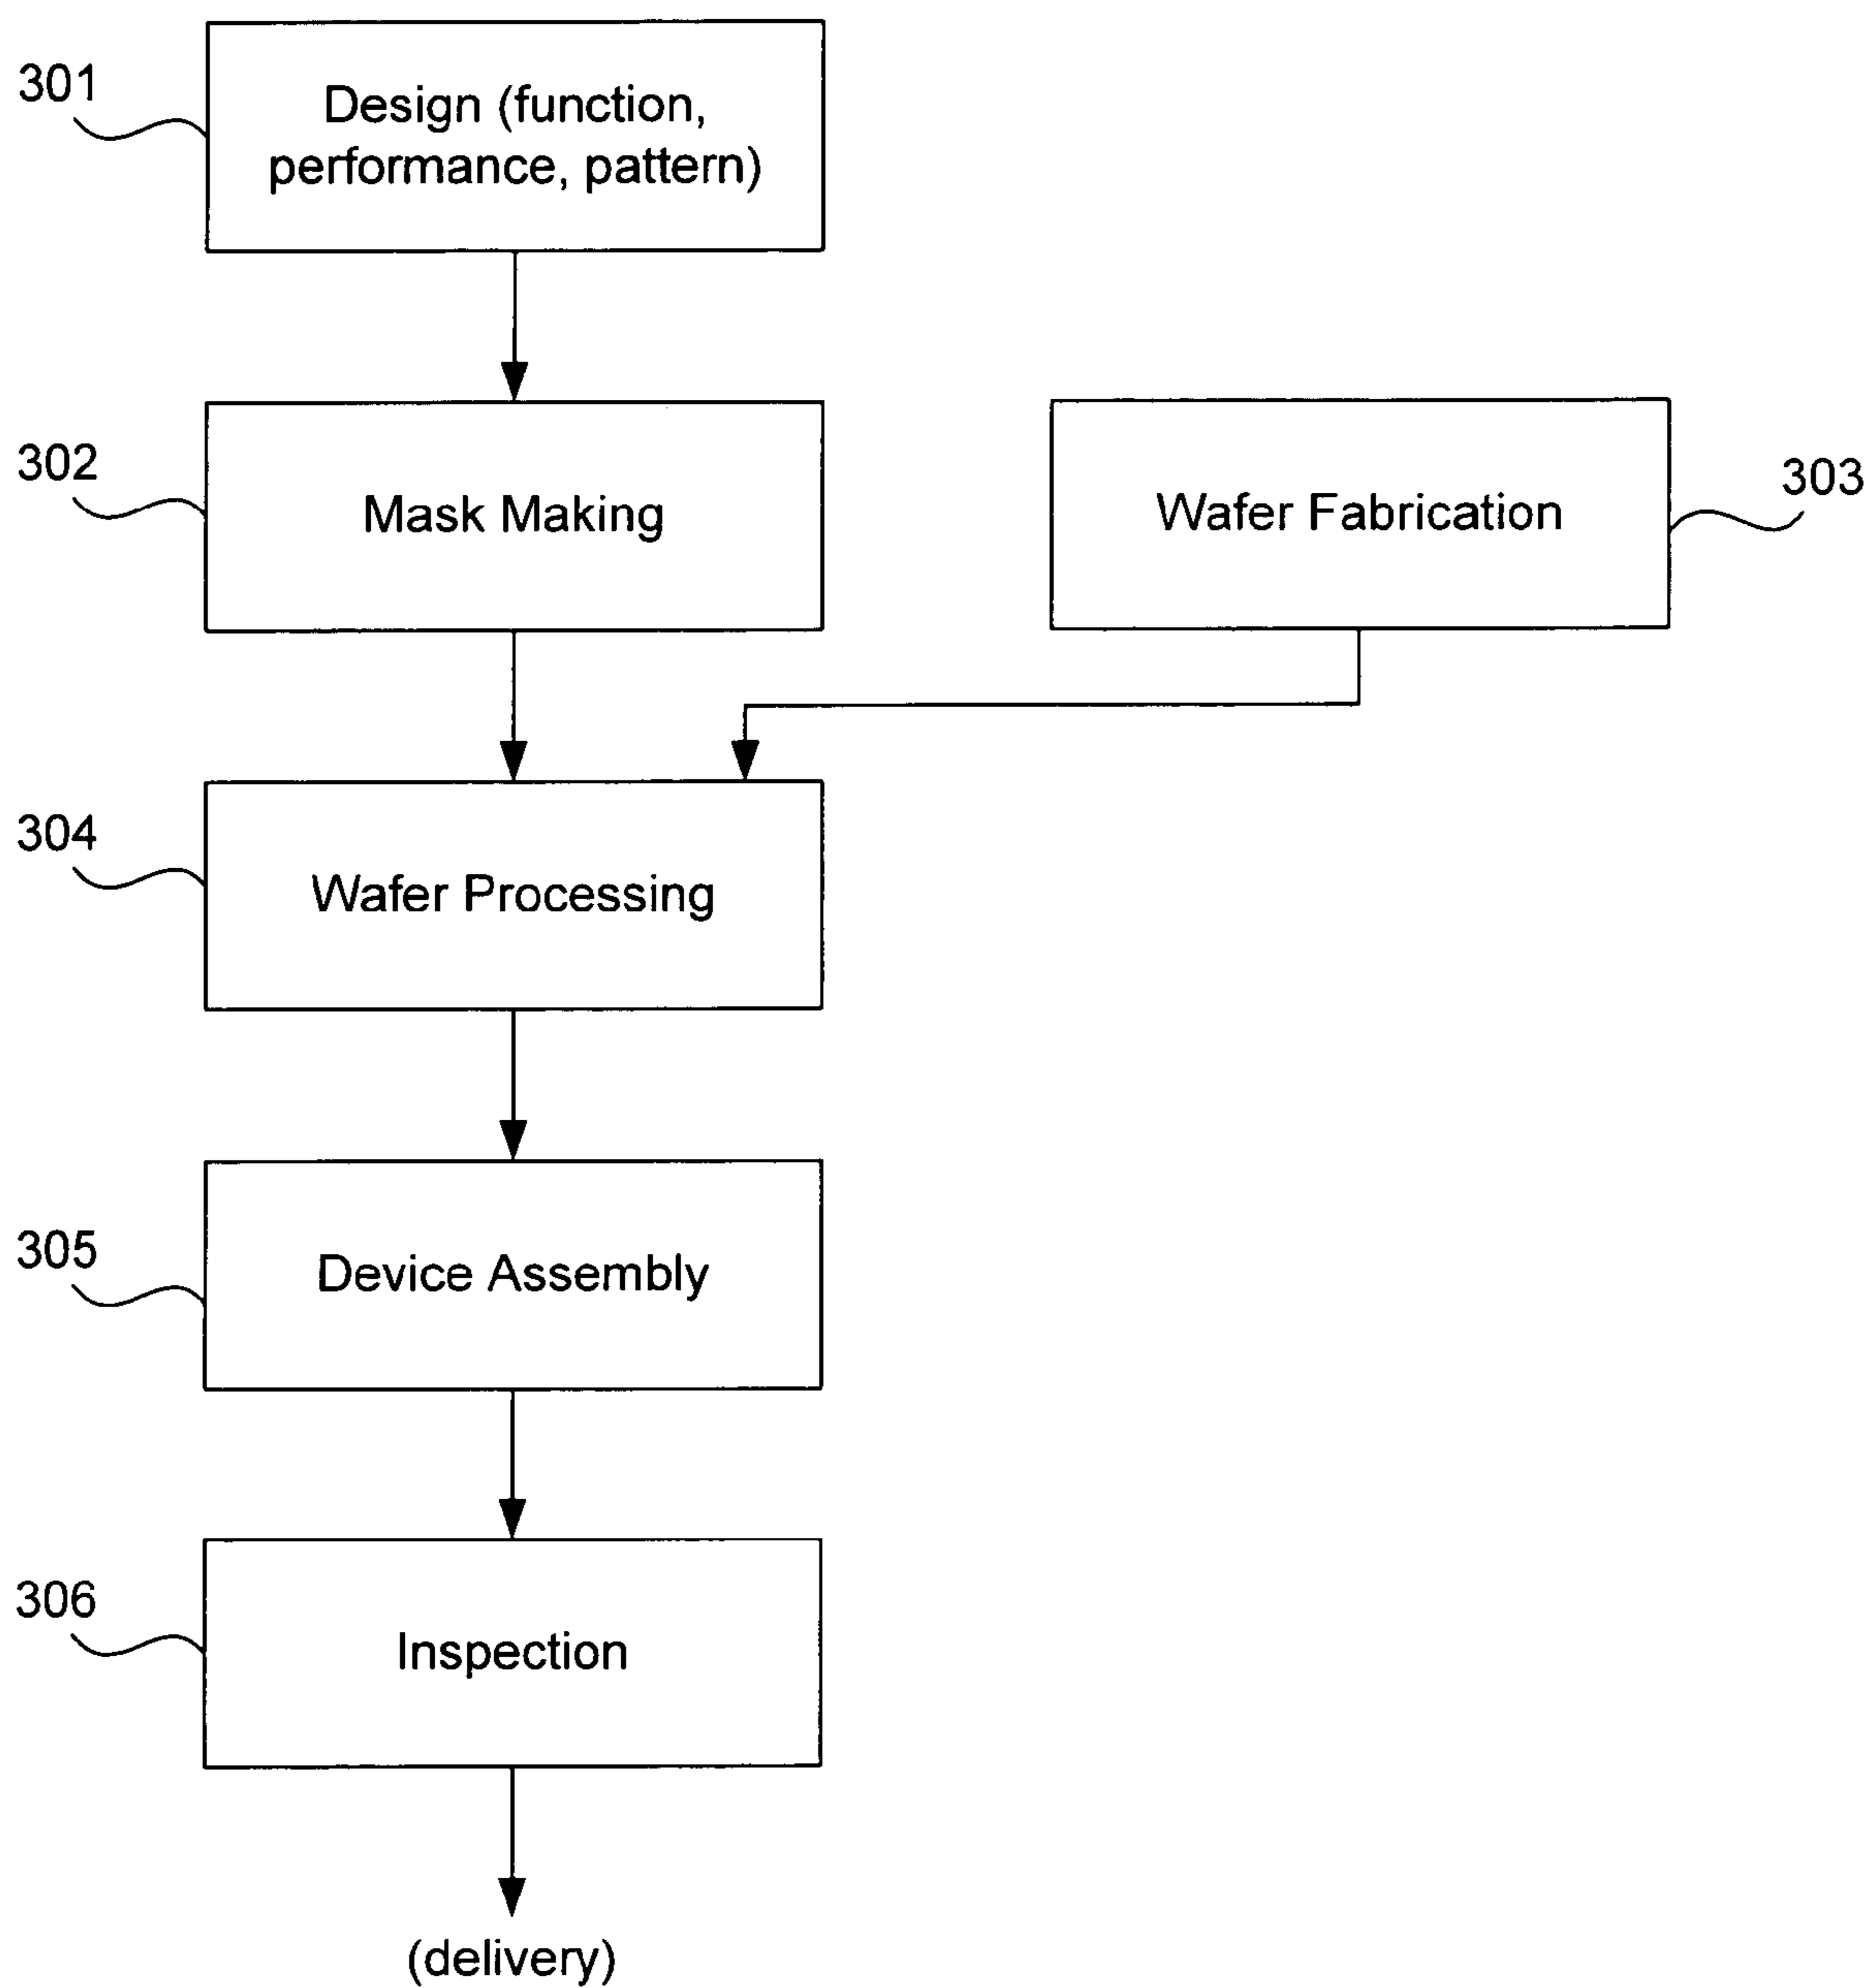 301
Design (function,
performance, pattern)
302
Mask Making
Wafer Fabrication
303
304
Wafer Processing
305
Device Assembly
306
Inspection
(delivery)